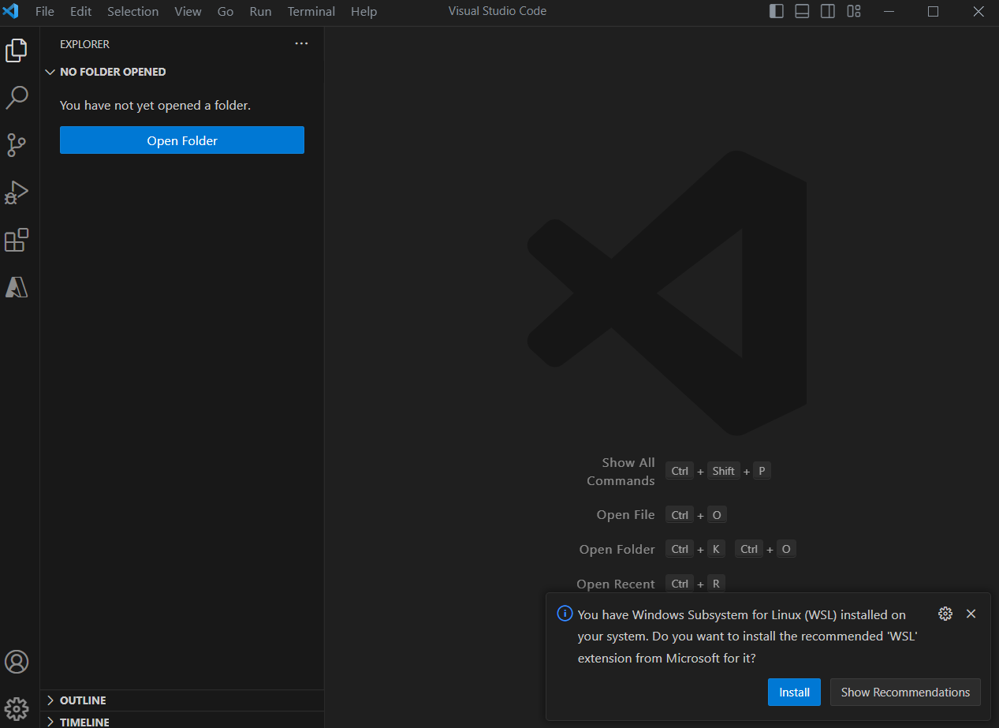 File Edit Selection View Go Run Terminal Help Visual Studio Code
EXPLORER ···
NO FOLDER OPENED
You have not yet opened a folder.
Open Folder
Show All
Commands Ctrl + Shift + P
Open File Ctrl + O
Open Folder Ctrl + K Ctrl + O
Open Recent Ctrl + R
You have Windows Subsystem for Linux (WSL) installed on
your system. Do you want to install the recommended 'WSL'
extension from Microsoft for it?
Install Show Recommendations
OUTLINE
TIMELINE